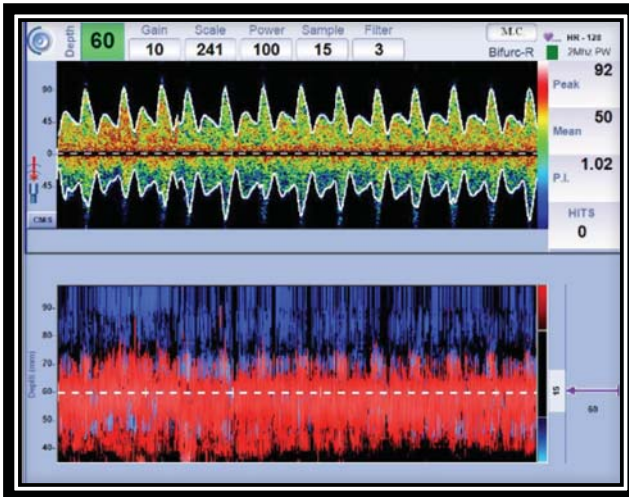 Depth 60 Gain Scale Power Sample Filter
10 241 100 15 3
M.C.
Bifurc-R
HR - 128
2Mhz PW
90
45
0
45
CMS
Peak 92
Mean 50
P.I. 1.02
HITS
0
Depth (mm)
90
80
70
60
50
40
15
60